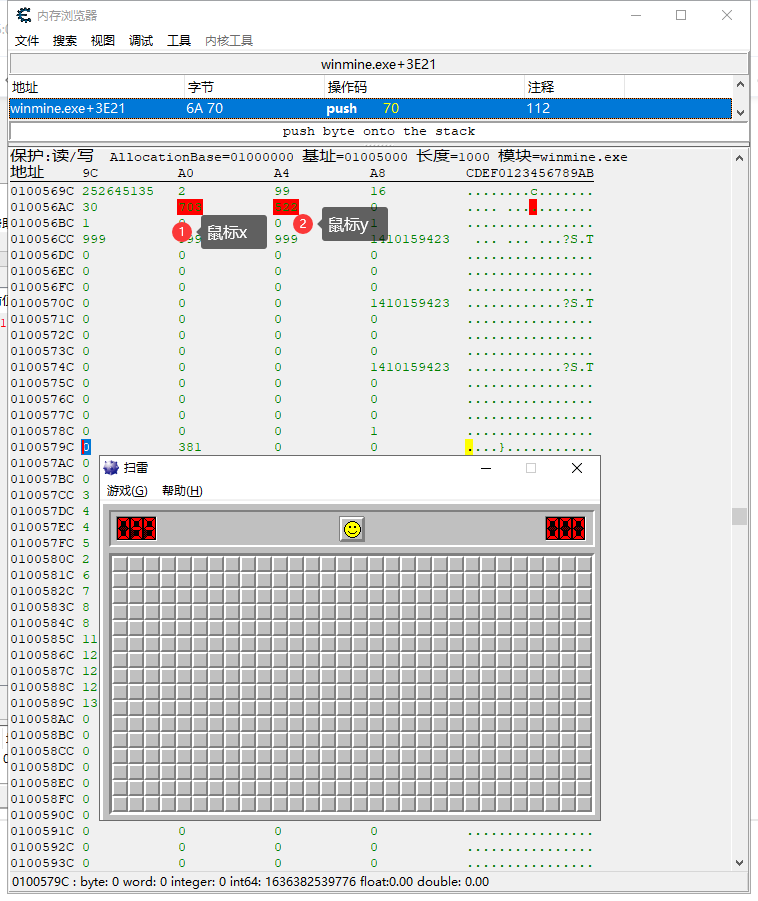 内存浏览器
文件 搜索 视图 调试 工具 内核工具
winmine.exe+3E21
地址 字节 操作码 注释
winmine.exe+3E21 6A 70 push 70 112
push byte onto the stack
保护:读/写 AllocationBase=01000000 基址=01005000 长度=1000 模块=winmine.exe
地址 9C A0 A4 A8 CDEF0123456789AB
0100569C 252645135 2 99 16 ........c.......
010056AC 30 0
010056BC 1 0 1
1 鼠标x 2 鼠标y
010056CC 999 999 1410159423 ... ... ...?S.T
010056DC 0 0 0 0 ................
010056EC 0 0 0 0 ................
010056FC 0 0 0 0 ................
0100570C 0 0 0 1410159423 ............?S.T
0100571C 0 0 0 0 ................
0100572C 0 0 0 0 ................
0100573C 0 0 0 0 ................
0100574C 0 0 0 1410159423 ............?S.T
0100575C 0 0 0 0 ................
0100576C 0 0 0 0 ................
0100577C 0 0 0 0 ................
0100578C 0 0 0 1 ................
0100579C 0 381 0 0 .....}..........
010057AC 0
扫雷
010057BC 0
游戏(G) 帮助(H)
010057CC 3
010057DC 4
010057EC 4
010057FC 5
0100580C 2
0100581C 6
0100582C 7
0100583C 8
0100584C 8
0100585C 11
0100586C 12
0100587C 12
0100588C 12
0100589C 13
010058AC 0
010058BC 0
010058CC 0
010058DC 0
010058EC 0
010058FC 0
0100590C 0
0100591C 0 0 0 0 ................
0100592C 0 0 0 0 ................
0100593C 0 0 0 0 ................
0100579C : byte: 0 word: 0 integer: 0 int64: 1636382539776 float:0.00 double: 0.00